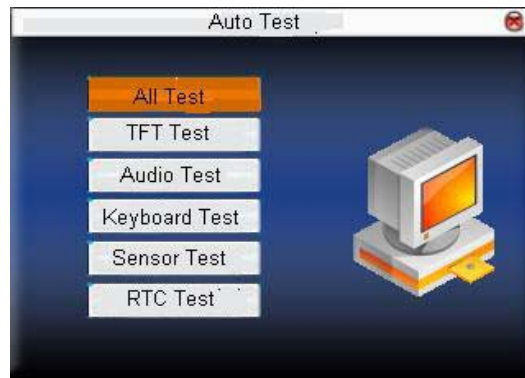 Auto Test
All Test
TFT Test
Audio Test
Keyboard Test
Sensor Test
RTC Test